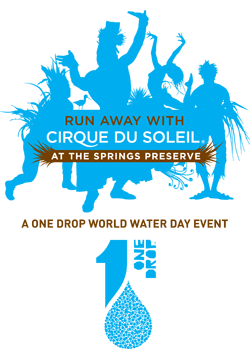 RUN AWAY WITH
CIRQUE DU SOLEIL
AT THE SPRINGS PRESERVE
A ONE DROP WORLD WATER DAY EVENT
1
ONE
DROP